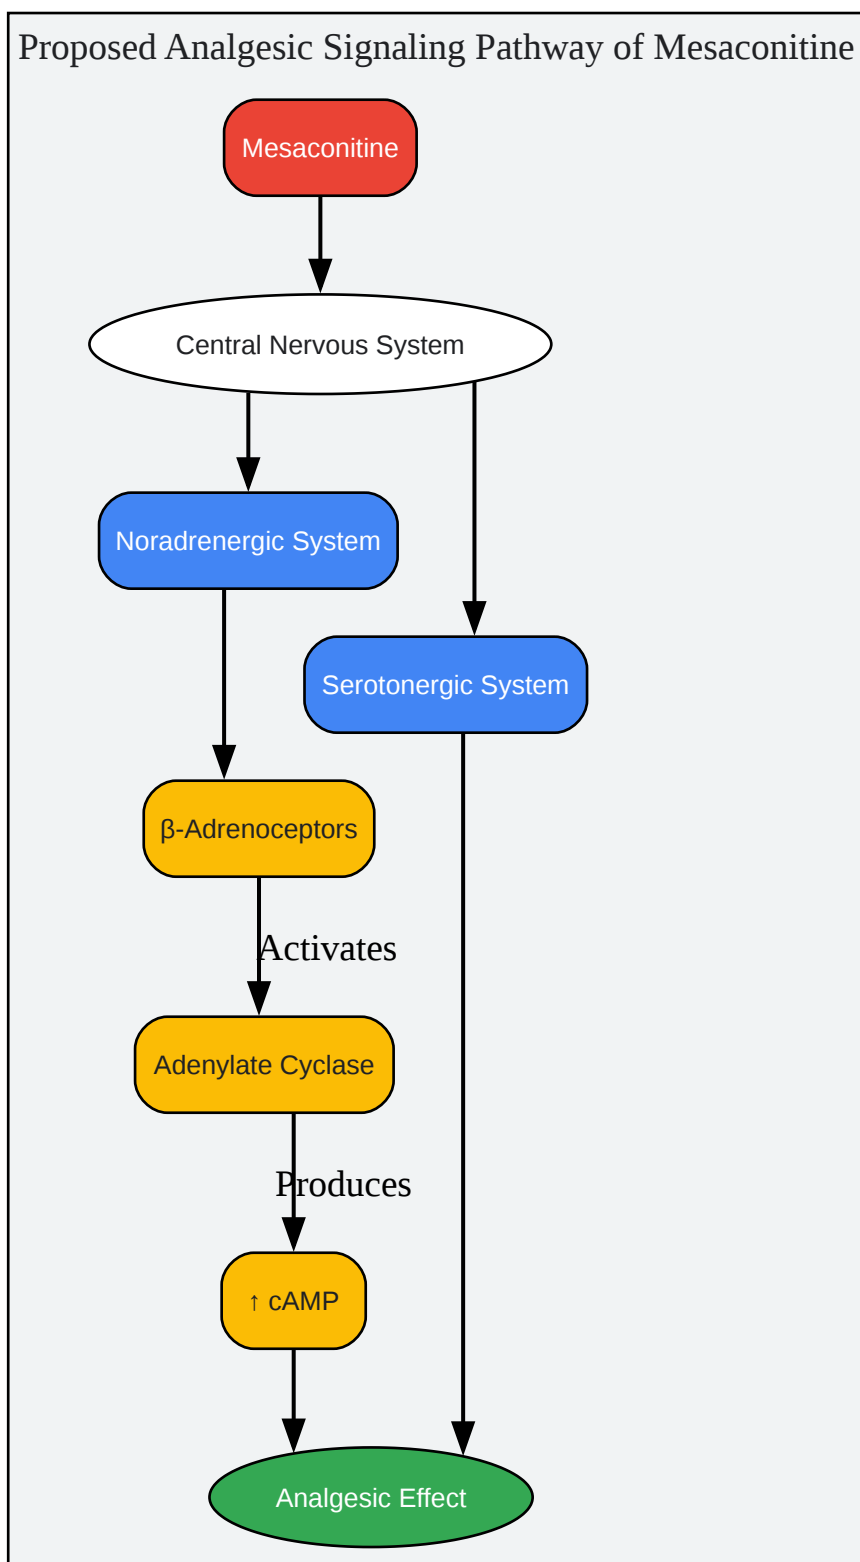 Proposed Analgesic Signaling Pathway of Mesaconitine
Mesaconitine
Central Nervous System
Noradrenergic System
Serotonergic System
β-Adrenoceptors
Activates
Adenylate Cyclase
Produces
↑ cAMP
Analgesic Effect